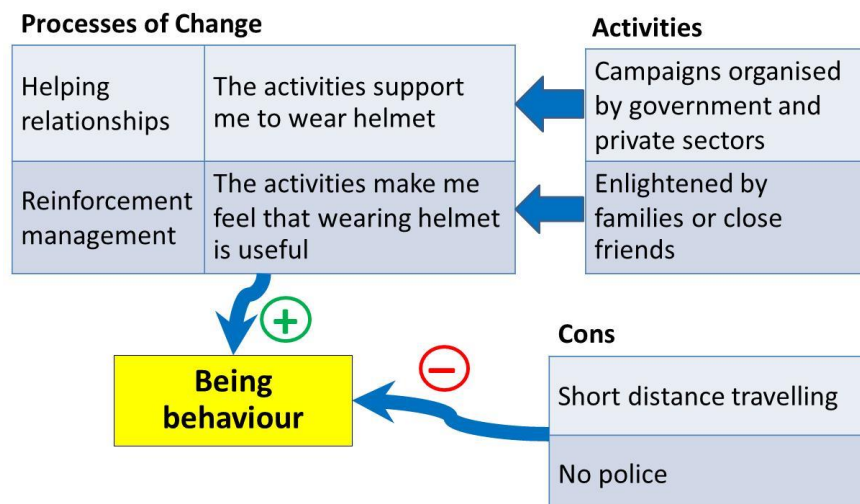 Processes of Change
Helping
relationships
The activities support
me to wear helmet
Reinforcement
management
The activities make me
feel that wearing helmet
is useful
Activities
Campaigns organised
by government and
private sectors
Enlightened by
families or close
friends
+
Being
behaviour
−
Cons
Short distance travelling
No police